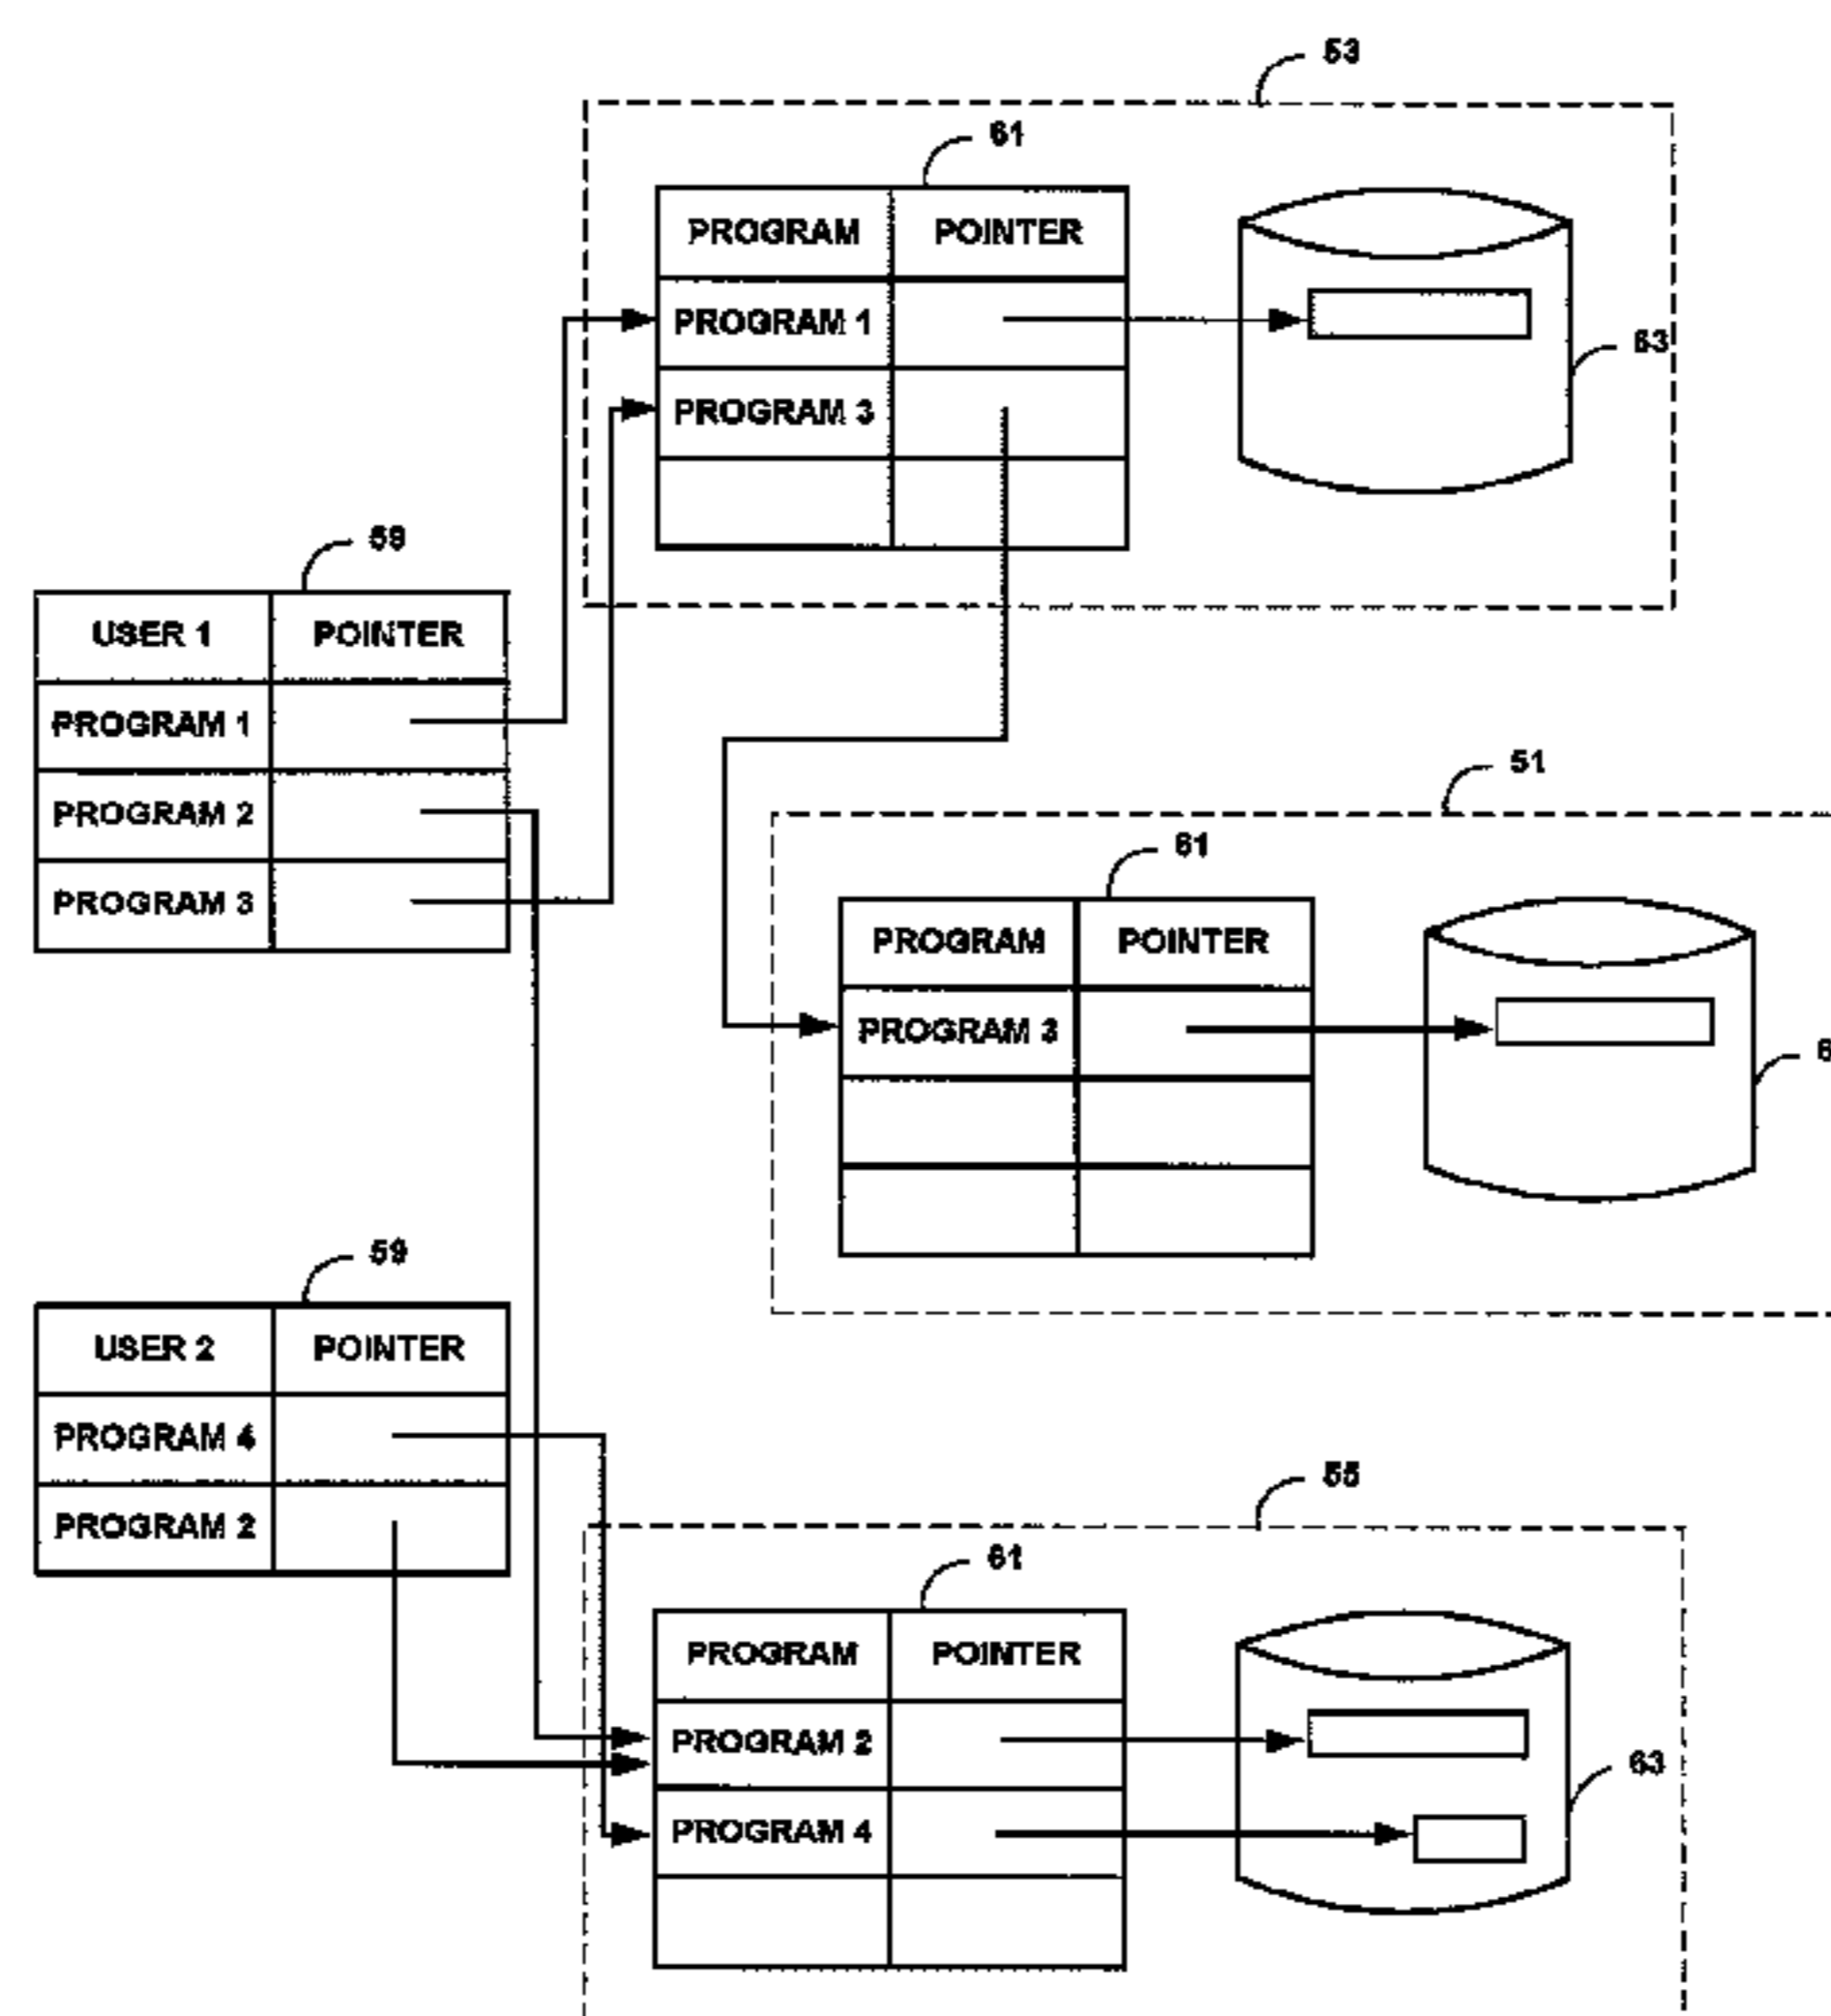 53
61
PROGRAM POINTER
PROGRAM 1
63
PROGRAM 3
59
USER 1 POINTER
PROGRAM 1
PROGRAM 2
PROGRAM 3
51
61
PROGRAM POINTER
PROGRAM 3
59
USER 2 POINTER
PROGRAM 4
PROGRAM 2
55
61
PROGRAM POINTER
PROGRAM 2
63
PROGRAM 4